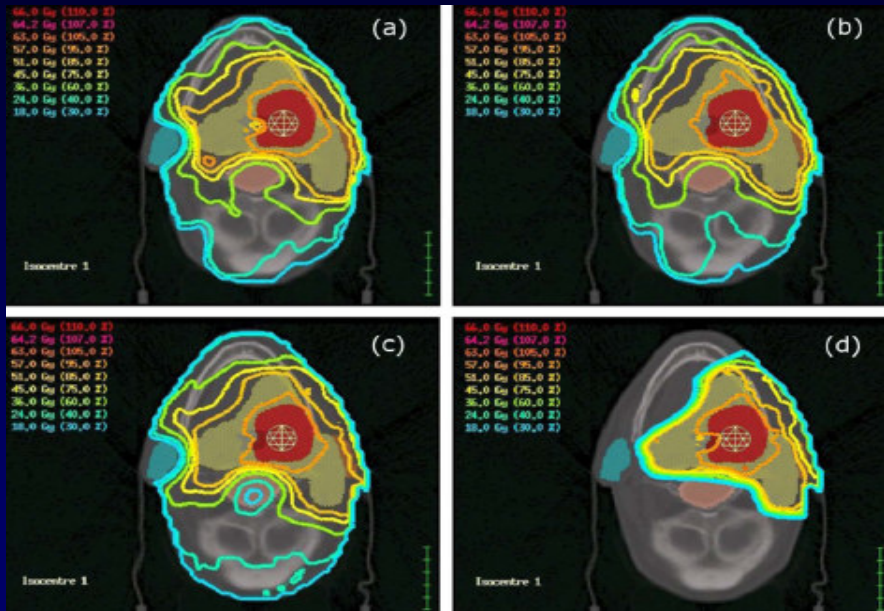 66.0 Gy (110.0 %)
64.2 Gy (107.0 %)
63.0 Gy (105.0 %)
57.0 Gy (95.0 %)
51.0 Gy (85.0 %)
45.0 Gy (75.0 %)
36.0 Gy (60.0 %)
24.0 Gy (40.0 %)
18.0 Gy (30.0 %)
(a)
Isocentre 1
66.0 Gy (110.0 %)
64.2 Gy (107.0 %)
63.0 Gy (105.0 %)
57.0 Gy (95.0 %)
51.0 Gy (85.0 %)
45.0 Gy (75.0 %)
36.0 Gy (60.0 %)
24.0 Gy (40.0 %)
18.0 Gy (30.0 %)
(b)
Isocentre 1
66.0 Gy (110.0 %)
64.2 Gy (107.0 %)
63.0 Gy (105.0 %)
57.0 Gy (95.0 %)
51.0 Gy (85.0 %)
45.0 Gy (75.0 %)
36.0 Gy (60.0 %)
24.0 Gy (40.0 %)
18.0 Gy (30.0 %)
(c)
Isocentre 1
66.0 Gy (110.0 %)
64.2 Gy (107.0 %)
63.0 Gy (105.0 %)
57.0 Gy (95.0 %)
51.0 Gy (85.0 %)
45.0 Gy (75.0 %)
36.0 Gy (60.0 %)
24.0 Gy (40.0 %)
18.0 Gy (30.0 %)
(d)
Isocentre 1